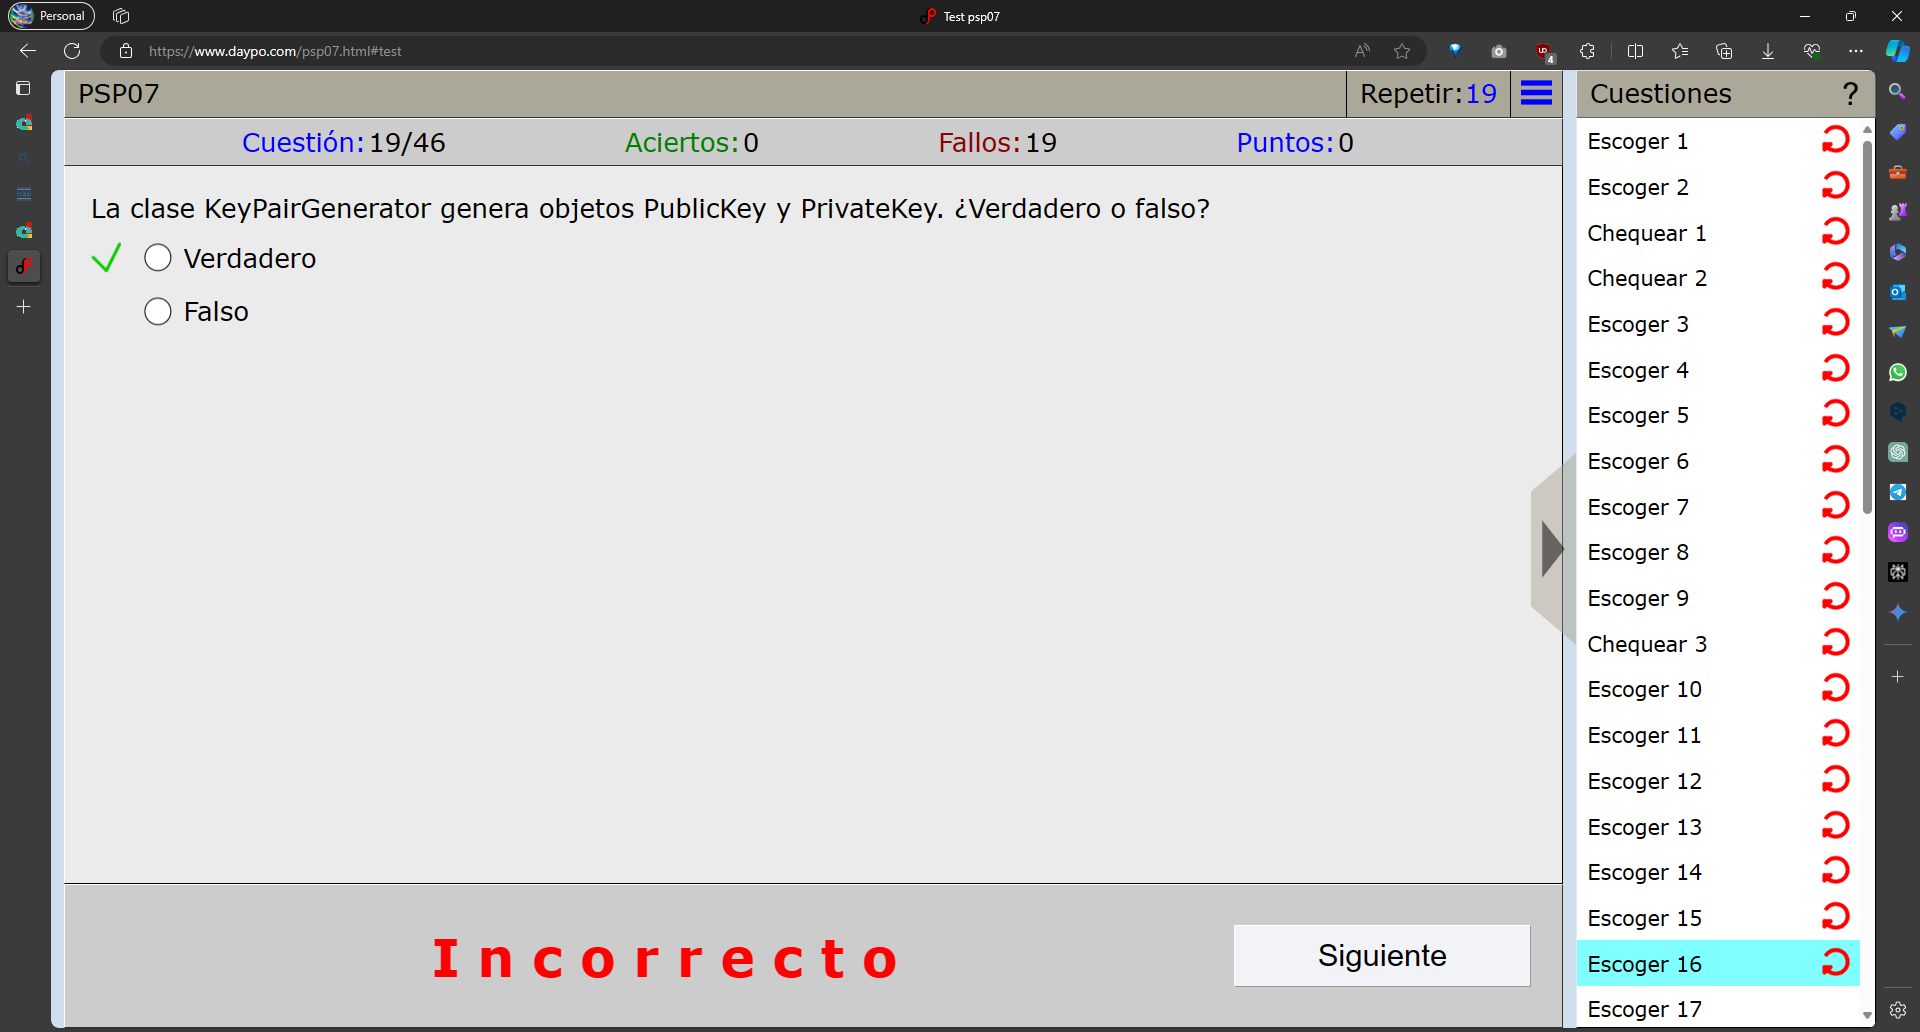 Personal
Test psp07
https://www.daypo.com/psp07.html#test
4
PSP07
Repetir:19
Cuestiones
?
Cuestión:19/46
Aciertos:0
Fallos:19
Puntos:0
La clase KeyPairGenerator genera objetos PublicKey y PrivateKey. ¿Verdadero o falso?
Verdadero
Falso
Incorrecto
Siguiente
Escoger 1
Escoger 2
Chequear 1
Chequear 2
Escoger 3
Escoger 4
Escoger 5
Escoger 6
Escoger 7
Escoger 8
Escoger 9
Chequear 3
Escoger 10
Escoger 11
Escoger 12
Escoger 13
Escoger 14
Escoger 15
Escoger 16
Escoger 17